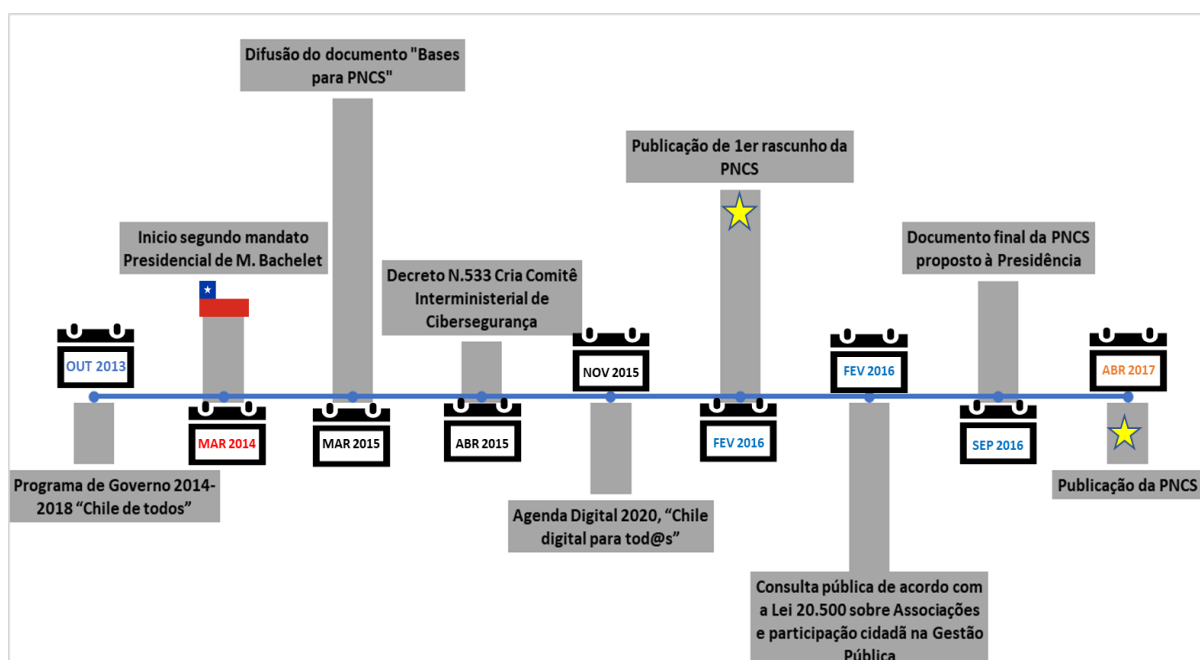 Difusão do documento "Bases
para PNCS"
Publicação de 1er rascunho da
PNCS
Inicio segundo mandato
Presidencial de M. Bachelet
Documento final da PNCS
proposto à Presidência
Decreto N.533 Cria Comitê
Interministerial de
Cibersegurança
OUT 2013
MAR 2014
MAR 2015
ABR 2015
NOV 2015
FEV 2016
FEV 2016
SEP 2016
ABR 2017
Programa de Governo 2014-
2018 “Chile de todos”
Agenda Digital 2020, “Chile
digital para tod@s”
Publicação da PNCS
Consulta pública de acordo com
a Lei 20.500 sobre Associações
e participação cidadã na Gestão
Pública